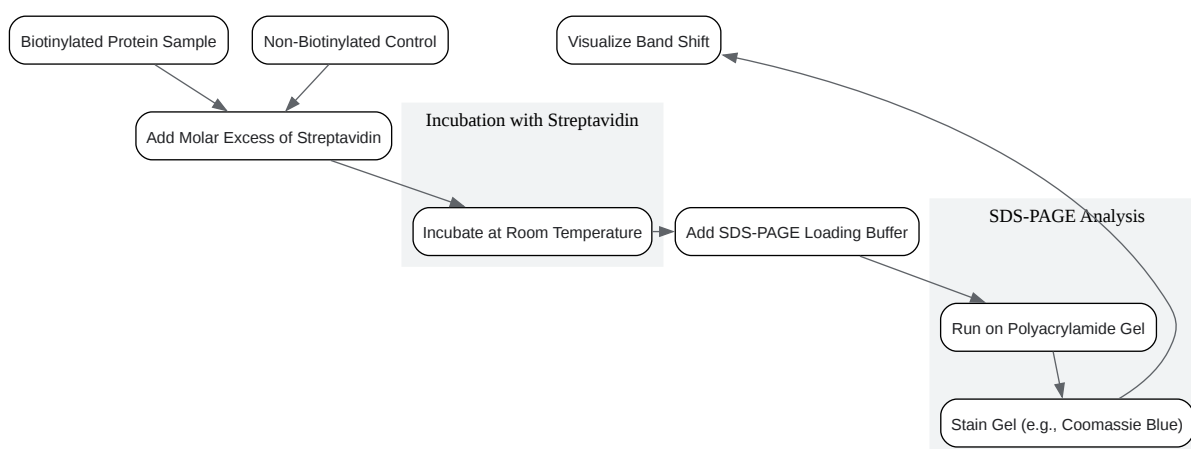 Biotinylated Protein Sample
Non-Biotinylated Control
Visualize Band Shift
Add Molar Excess of Streptavidin
Incubation with Streptavidin
Incubate at Room Temperature
Add SDS-PAGE Loading Buffer
SDS-PAGE Analysis
Run on Polyacrylamide Gel
Stain Gel (e.g., Coomassie Blue)